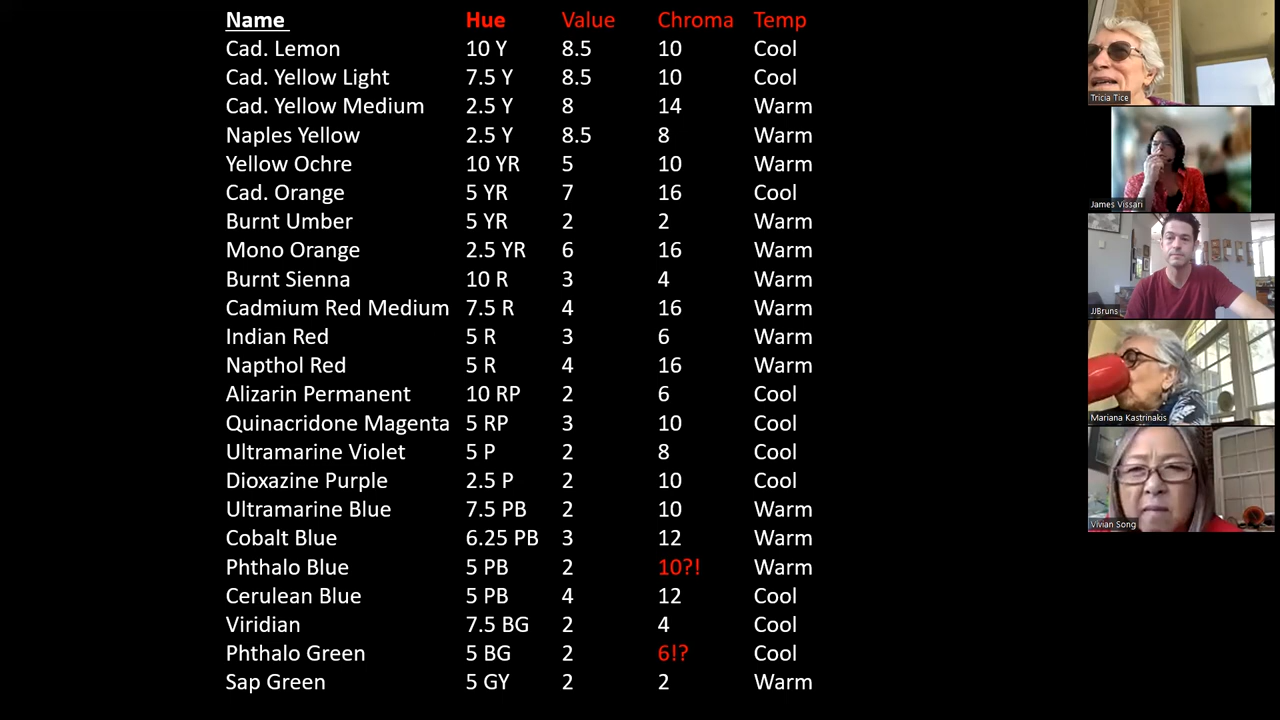 Name Hue Value Chroma Temp
Cad. Lemon 10 Y 8.5 10 Cool
Cad. Yellow Light 7.5 Y 8.5 10 Cool
Cad. Yellow Medium 2.5 Y 8 14 Warm
Naples Yellow 2.5 Y 8.5 8 Warm
Yellow Ochre 10 YR 5 10 Warm
Cad. Orange 5 YR 7 16 Cool
Burnt Umber 5 YR 2 2 Warm
Mono Orange 2.5 YR 6 16 Warm
Burnt Sienna 10 R 3 4 Warm
Cadmium Red Medium 7.5 R 4 16 Warm
Indian Red 5 R 3 6 Warm
Napthol Red 5 R 4 16 Warm
Alizarin Permanent 10 RP 2 6 Cool
Quinacridone Magenta 5 RP 3 10 Cool
Ultramarine Violet 5 P 2 8 Cool
Dioxazine Purple 2.5 P 2 10 Cool
Ultramarine Blue 7.5 PB 2 10 Warm
Cobalt Blue 6.25 PB 3 12 Warm
Phthalo Blue 5 PB 2 10?! Warm
Cerulean Blue 5 PB 4 12 Cool
Viridian 7.5 BG 2 4 Cool
Phthalo Green 5 BG 2 6!? Cool
Sap Green 5 GY 2 2 Warm
Tricia Tice
James Vissari
JJBruns
Mariana Kastrinakis
Vivian Song